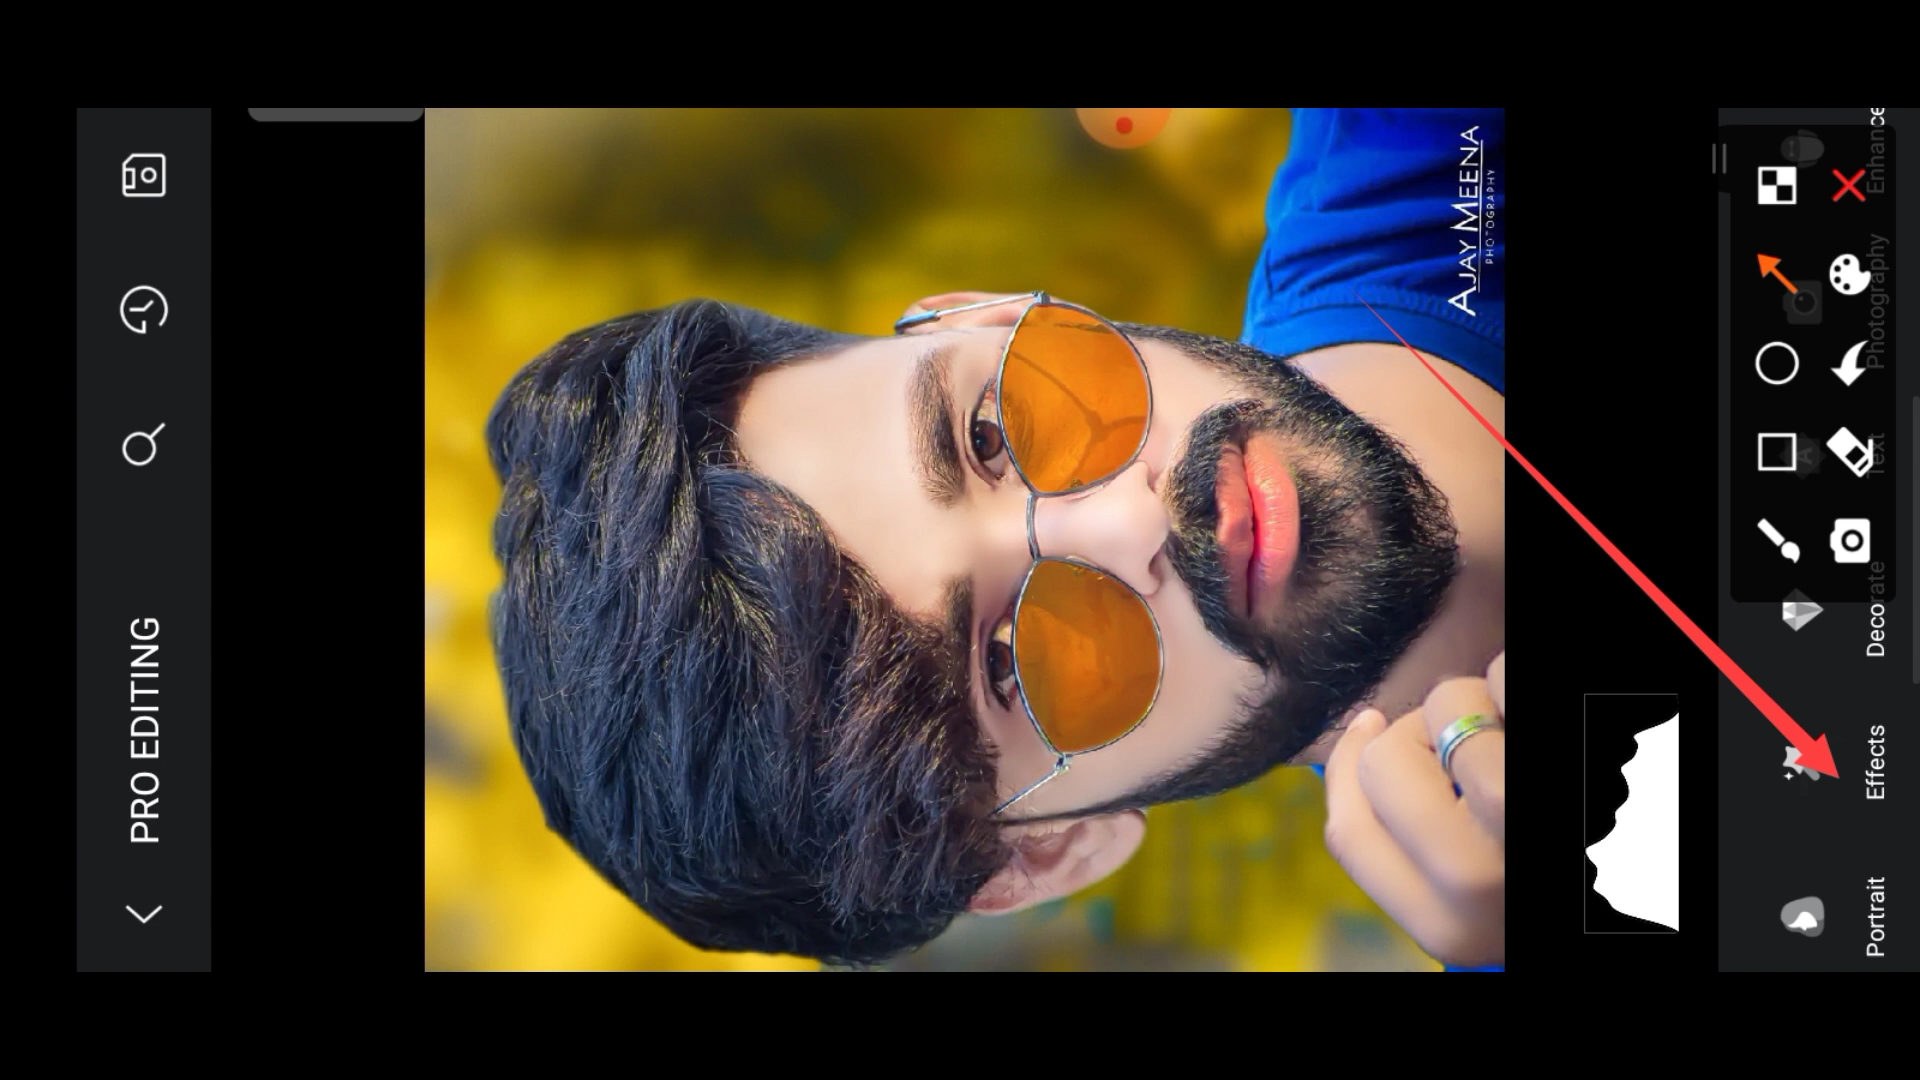 PRO EDITING
AJAY MEENA
PHOTOGRAPHY
Portrait
Effects
Decorate
Text
Photography
Enhance